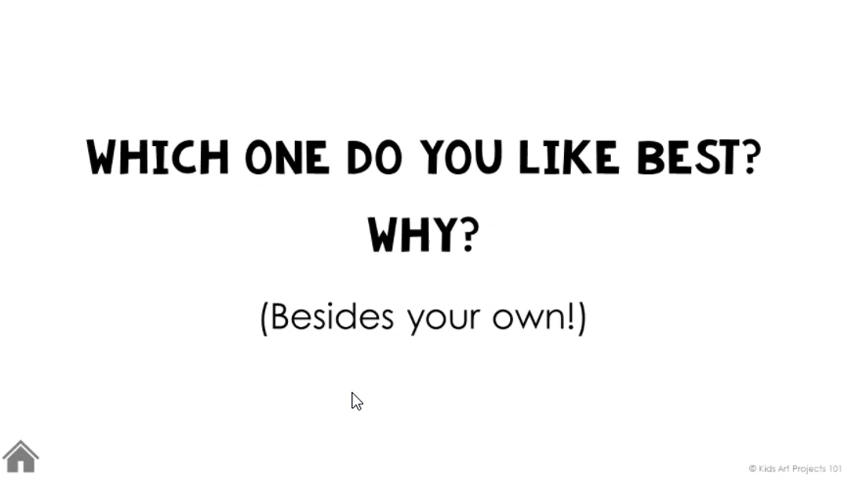 WHICH ONE DO YOU LIKE BEST?
WHY?
(Besides your own!)
© Kids Art Projects 101